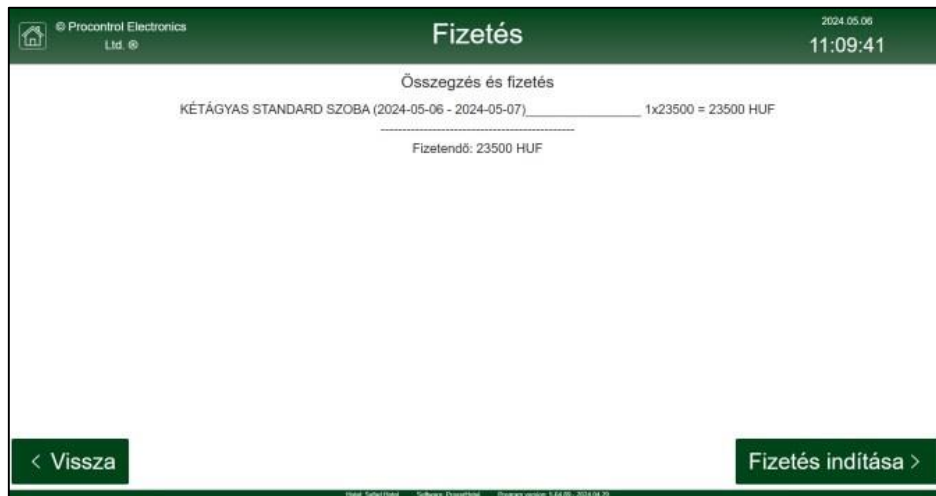 © Procontrol Electronics
Ltd. ®
Fizetés
2024.05.06
11:09:41
Összegzés és fizetés
KÉTÁGYAS STANDARD SZOBA (2024-05-06 - 2024-05-07)________________ 1x23500 = 23500 HUF
--------------------------------------------
Fizetendő: 23500 HUF
< Vissza
Fizetés indítása >